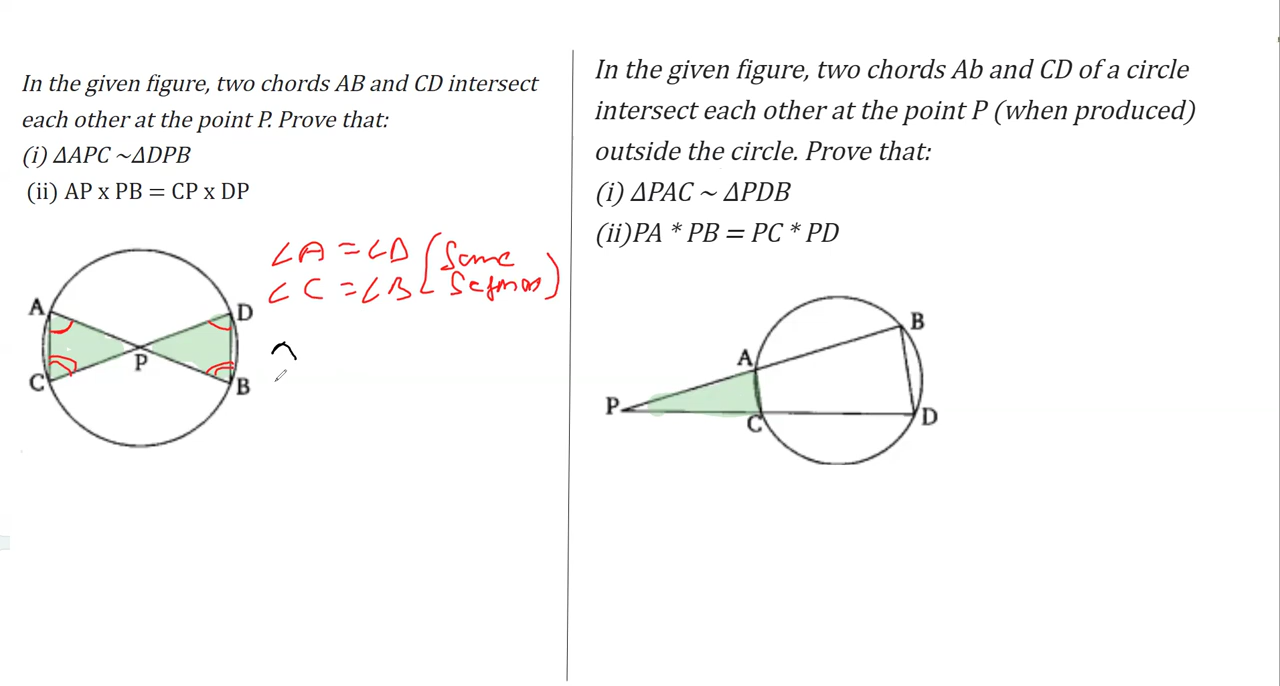 In the given figure, two chords AB and CD intersect
each other at the point P. Prove that:
(i) ΔAPC ~ΔDPB
(ii) AP x PB = CP x DP
∠A = ∠D (Same
∠C = ∠B
A
D
P
C
B
In the given figure, two chords Ab and CD of a circle
intersect each other at the point P (when produced)
outside the circle. Prove that:
(i) ΔPAC ~ ΔPDB
(ii)PA * PB = PC * PD
B
A
P
C
D